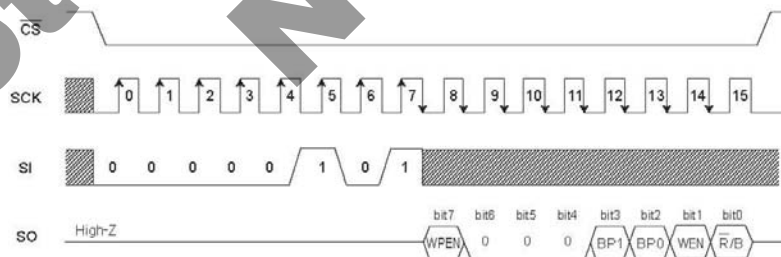 CS
SCK 0 1 2 3 4 5 6 7 8 9 10 11 12 13 14 15
SI 0 0 0 0 0 1 0 1
bit7 bit6 bit5 bit4 bit3 bit2 bit1 bit0
SO High-Z WPEN 0 0 0 BP1 BP0 WEN R/B